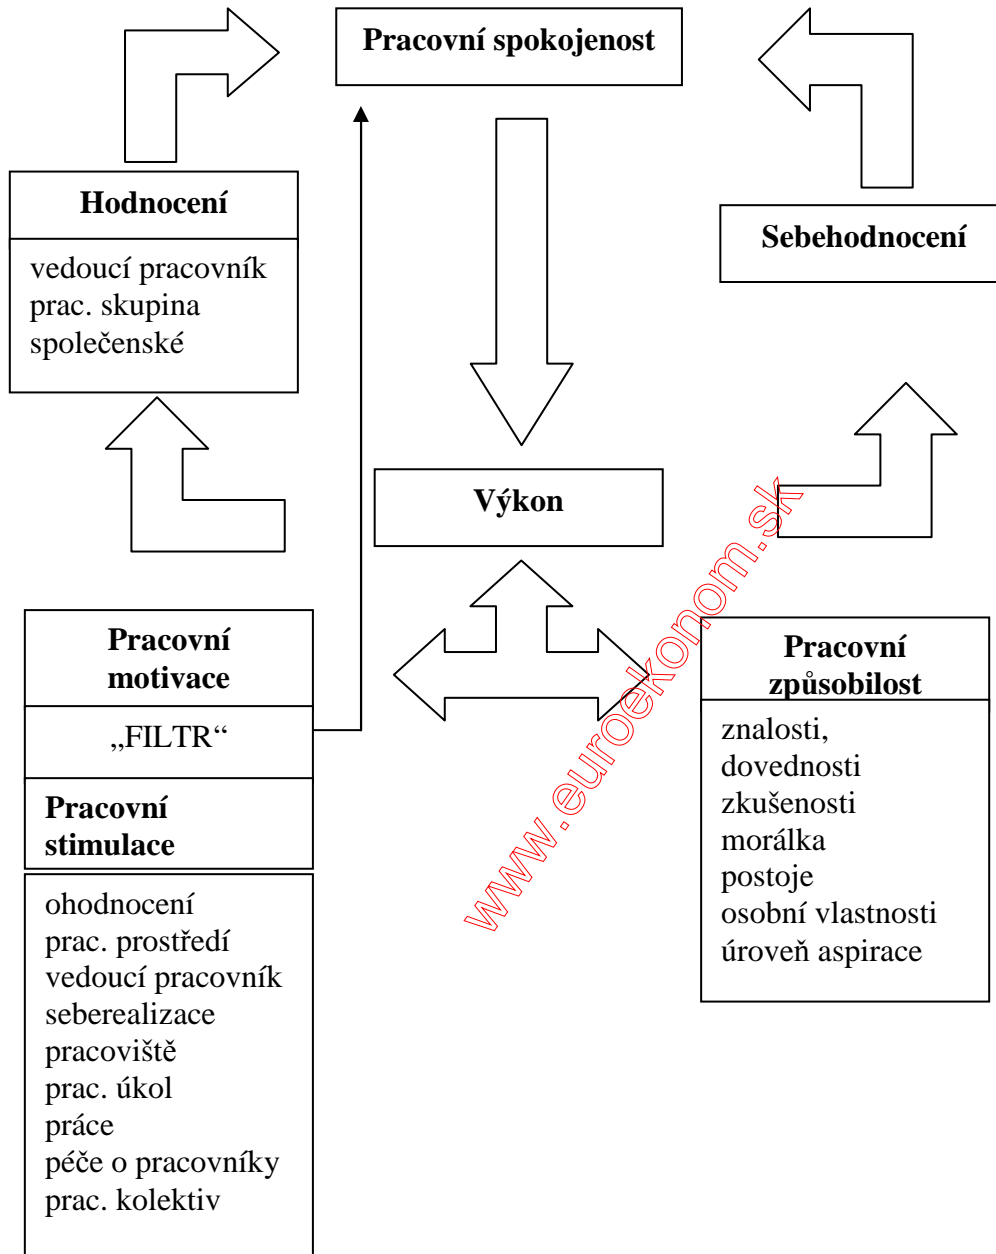 Pracovní spokojenost
Hodnocení
vedoucí pracovník
prac. skupina
společenské
Sebehodnocení
Výkon
Pracovní
motivace
„FILTR“
Pracovní
stimulace
ohodnocení
prac. prostředí
vedoucí pracovník
seberealizace
pracoviště
prac. úkol
práce
péče o pracovníky
prac. kolektiv
Pracovní
způsobilost
znalosti,
dovednosti
zkušenosti
morálka
postoje
osobní vlastnosti
úroveň aspirace
www.euroekonom.sk